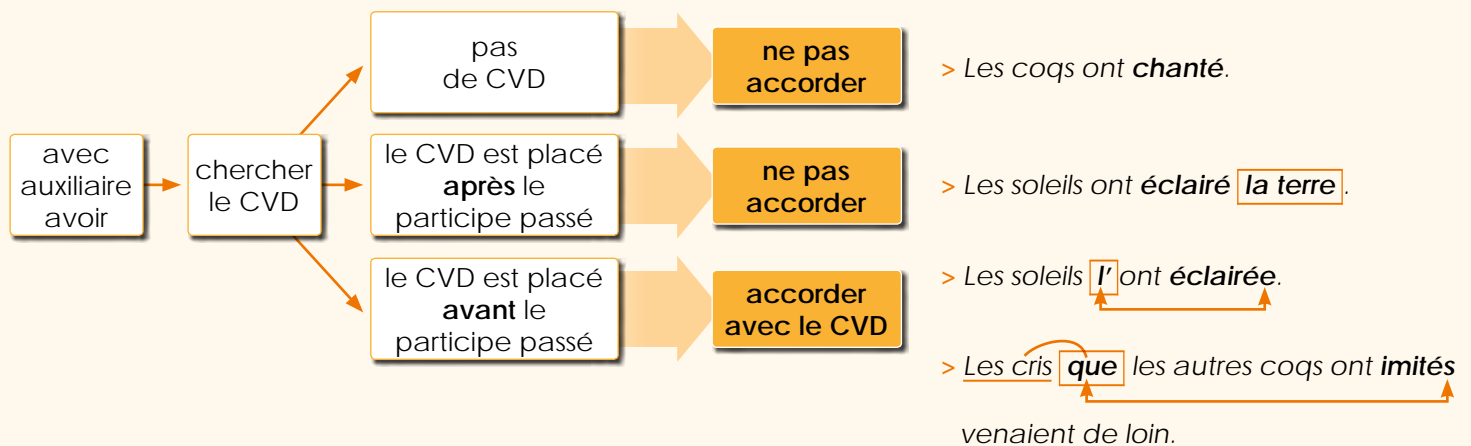 avec
auxiliaire
avoir
chercher
le CVD
pas
de CVD
ne pas
accorder
> Les coqs ont chanté.
le CVD est placé
après le
participe passé
ne pas
accorder
> Les soleils ont éclairé la terre.
le CVD est placé
avant le
participe passé
accorder
avec le CVD
> Les soleils l' ont éclairée.
> Les cris que les autres coqs ont imités
venaient de loin.